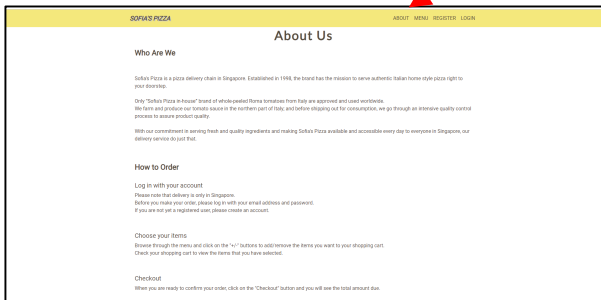 SOFIA'S PIZZA
ABOUT MENU REGISTER LOGIN
About Us
Who Are We
Sofia's Pizza is a pizza delivery chain in Singapore. Established in 1998, the brand has the mission to serve authentic Italian home style pizza right to
your doorstep.
Only "Sofia's Pizza in-house" brand of whole-peeled Roma tomatoes from Italy are approved and used worldwide.
We farm and produce our tomato sauce in the northern part of Italy, and before shipping out for consumption, we go through an intensive quality control
process to assure product quality.
With our commitment in serving fresh and quality ingredients and making Sofia's Pizza available and accessible every day to everyone in Singapore, our
delivery service do just that.
How to Order
Log in with your account
Please note that delivery is only in Singapore.
Before you make your order, please log in with your email address and password.
If you are not yet a registered user, please create an account.
Choose your items
Browse through the menu and click on the "+/-" buttons to add/remove the items you want to your shopping cart.
Check your shopping cart to view the items that you have selected.
Checkout
When you are ready to confirm your order, click on the "Checkout" button and you will see the total amount due.